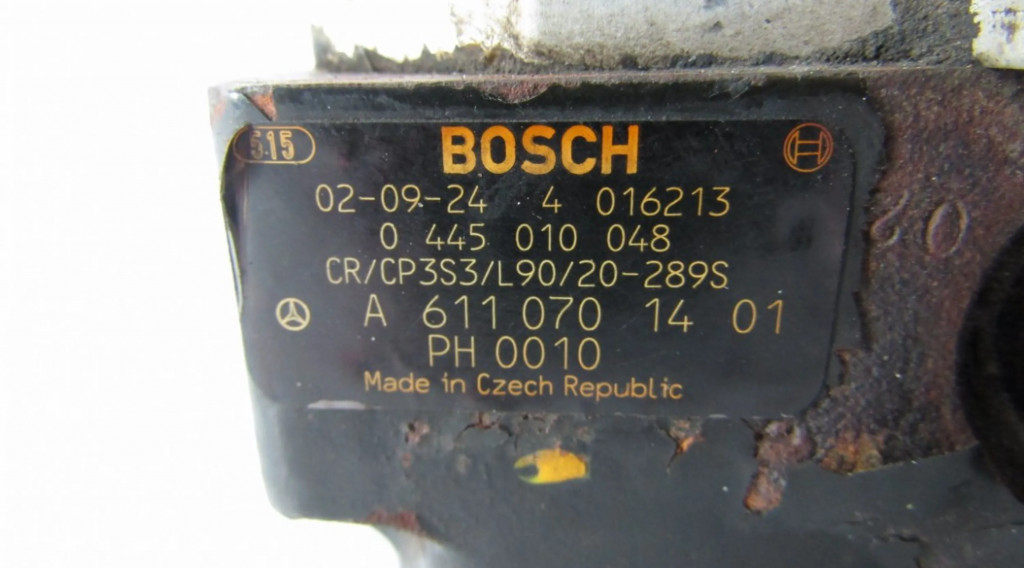 515 BOSCH
02-09-24 4 016213
0 445 010 048
CR/CP3S3/L90/20-289S
A 611 070 14 01
PH 0010
Made in Czech Republic